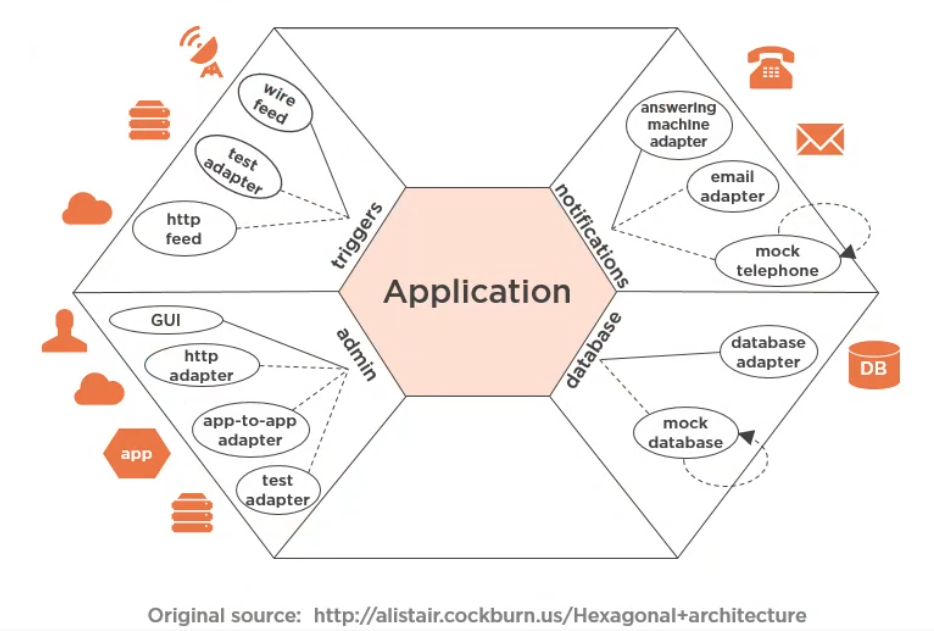 wire
feed
test
adapter
http
feed
triggers
answering
machine
adapter
email
adapter
mock
telephone
notifications
Application
GUI
http
adapter
app-to-app
adapter
test
adapter
admin
app
database
adapter
mock
database
database
DB
Original source:  http://alistair.cockburn.us/Hexagonal+architecture